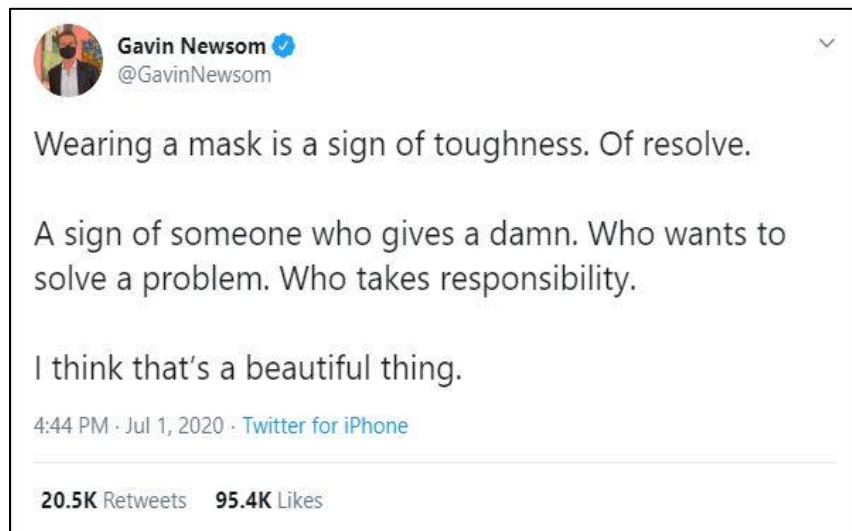 Gavin Newsom
@GavinNewsom
Wearing a mask is a sign of toughness. Of resolve.
A sign of someone who gives a damn. Who wants to
solve a problem. Who takes responsibility.
I think that's a beautiful thing.
4:44 PM · Jul 1, 2020 · Twitter for iPhone
20.5K Retweets 95.4K Likes